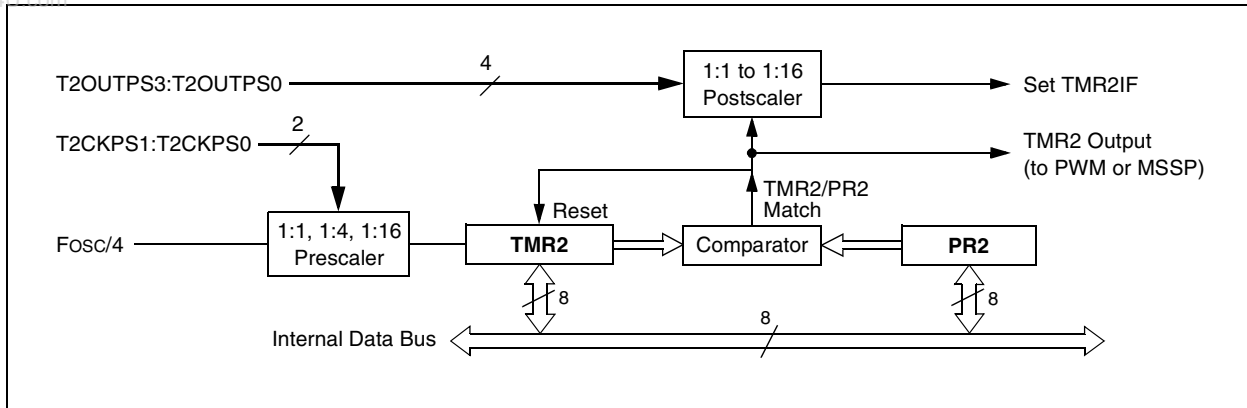 T2OUTPS3:T2OUTPS0
4
1:1 to 1:16
Postscaler
Set TMR2IF
T2CKPS1:T2CKPS0
2
TMR2 Output
(to PWM or MSSP)
TMR2/PR2
Match
Reset
FOSC/4
1:1, 1:4, 1:16
Prescaler
TMR2
Comparator
PR2
8
8
8
Internal Data Bus